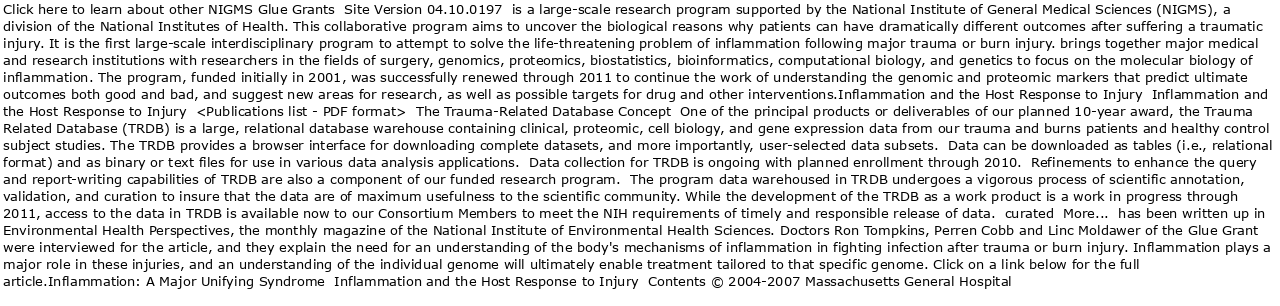 Click here to learn about other NIGMS Glue Grants  Site Version 04.10.0197  is a large-scale research program supported by the National Institute of General Medical Sciences (NIGMS), a
division of the National Institutes of Health. This collaborative program aims to uncover the biological reasons why patients can have dramatically different outcomes after suffering a traumatic
injury. It is the first large-scale interdisciplinary program to attempt to solve the life-threatening problem of inflammation following major trauma or burn injury. brings together major medical
and research institutions with researchers in the fields of surgery, genomics, proteomics, biostatistics, bioinformatics, computational biology, and genetics to focus on the molecular biology of
inflammation. The program, funded initially in 2001, was successfully renewed through 2011 to continue the work of understanding the genomic and proteomic markers that predict ultimate
outcomes both good and bad, and suggest new areas for research, as well as possible targets for drug and other interventions.Inflammation and the Host Response to Injury  Inflammation and
the Host Response to Injury  <Publications list - PDF format>  The Trauma-Related Database Concept  One of the principal products or deliverables of our planned 10-year award, the Trauma
Related Database (TRDB) is a large, relational database warehouse containing clinical, proteomic, cell biology, and gene expression data from our trauma and burns patients and healthy control
subject studies. The TRDB provides a browser interface for downloading complete datasets, and more importantly, user-selected data subsets.  Data can be downloaded as tables (i.e., relational
format) and as binary or text files for use in various data analysis applications.  Data collection for TRDB is ongoing with planned enrollment through 2010.  Refinements to enhance the query
and report-writing capabilities of TRDB are also a component of our funded research program.  The program data warehoused in TRDB undergoes a vigorous process of scientific annotation,
validation, and curation to insure that the data are of maximum usefulness to the scientific community. While the development of the TRDB as a work product is a work in progress through
2011, access to the data in TRDB is available now to our Consortium Members to meet the NIH requirements of timely and responsible release of data.  curated  More...  has been written up in
Environmental Health Perspectives, the monthly magazine of the National Institute of Environmental Health Sciences. Doctors Ron Tompkins, Perren Cobb and Linc Moldawer of the Glue Grant
were interviewed for the article, and they explain the need for an understanding of the body's mechanisms of inflammation in fighting infection after trauma or burn injury. Inflammation plays a
major role in these injuries, and an understanding of the individual genome will ultimately enable treatment tailored to that specific genome. Click on a link below for the full
article.Inflammation: A Major Unifying Syndrome  Inflammation and the Host Response to Injury  Contents © 2004-2007 Massachusetts General Hospital